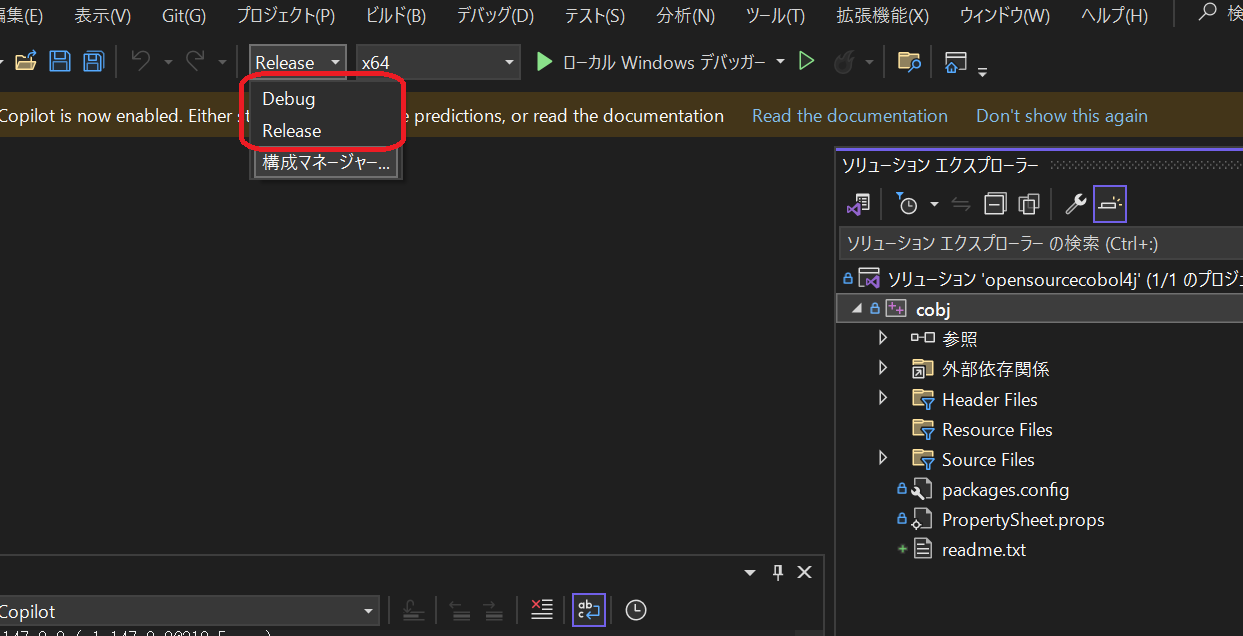 編集(E) 表示(V) Git(G) プロジェクト(P) ビルド(B) デバッグ(D) テスト(S) 分析(N) ツール(T) 拡張機能(X) ウィンドウ(W) ヘルプ(H) 検
Release x64 ローカル Windows デバッガー
Debug
Release
構成マネージャー...
Copilot is now enabled. Either predictions, or read the documentation Read the documentation Don't show this again
ソリューション エクスプローラー
ソリューション エクスプローラー の検索 (Ctrl+:)
ソリューション 'opensourcecobol4j' (1/1 のプロジ
cobj
参照
外部依存関係
Header Files
Resource Files
Source Files
packages.config
PropertySheet.props
readme.txt
Copilot